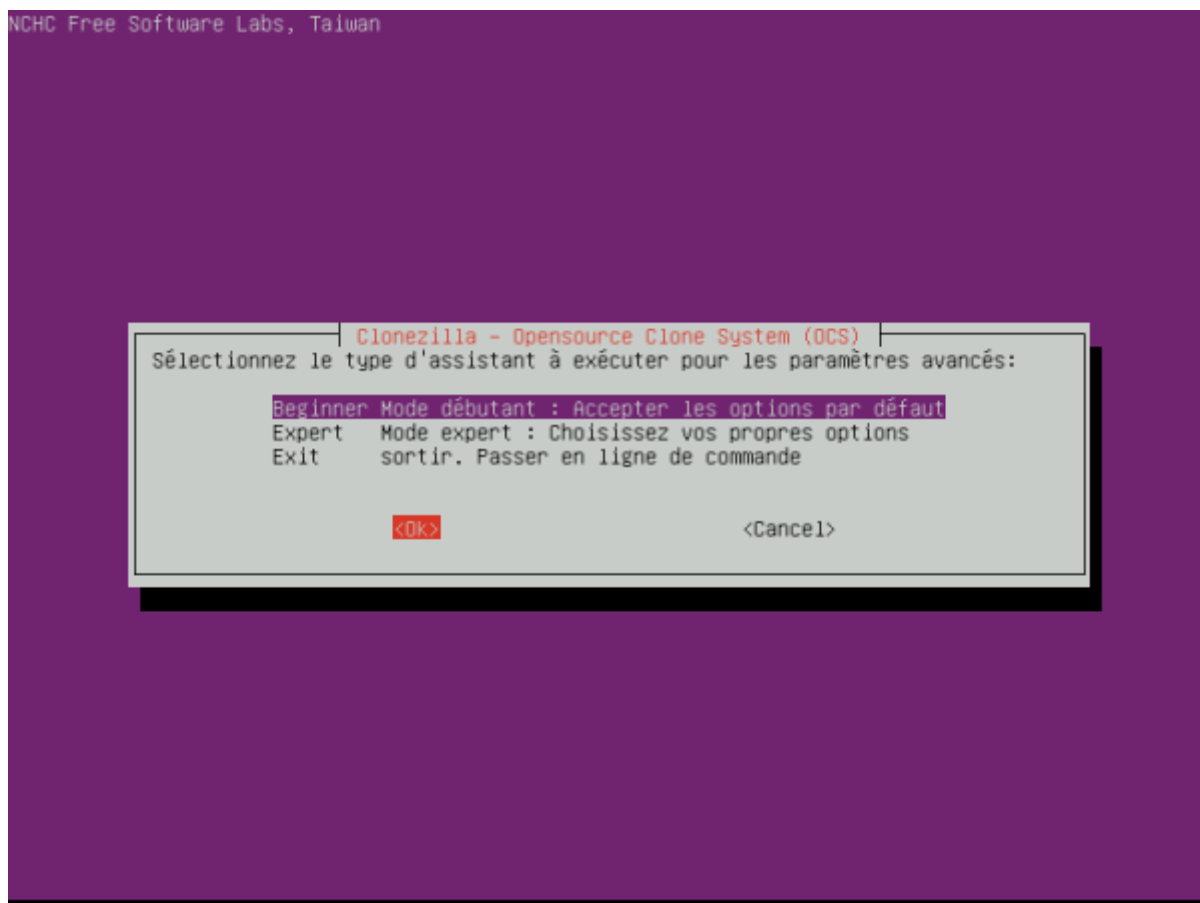 NCHC Free Software Labs, Taiwan
Clonezilla - Opensource Clone System (OCS)
Sélectionnez le type d'assistant à exécuter pour les paramètres avancés:
Beginner Mode débutant : Accepter les options par défaut
Expert Mode expert : Choisissez vos propres options
Exit sortir. Passer en ligne de commande
<Ok> <Cancel>